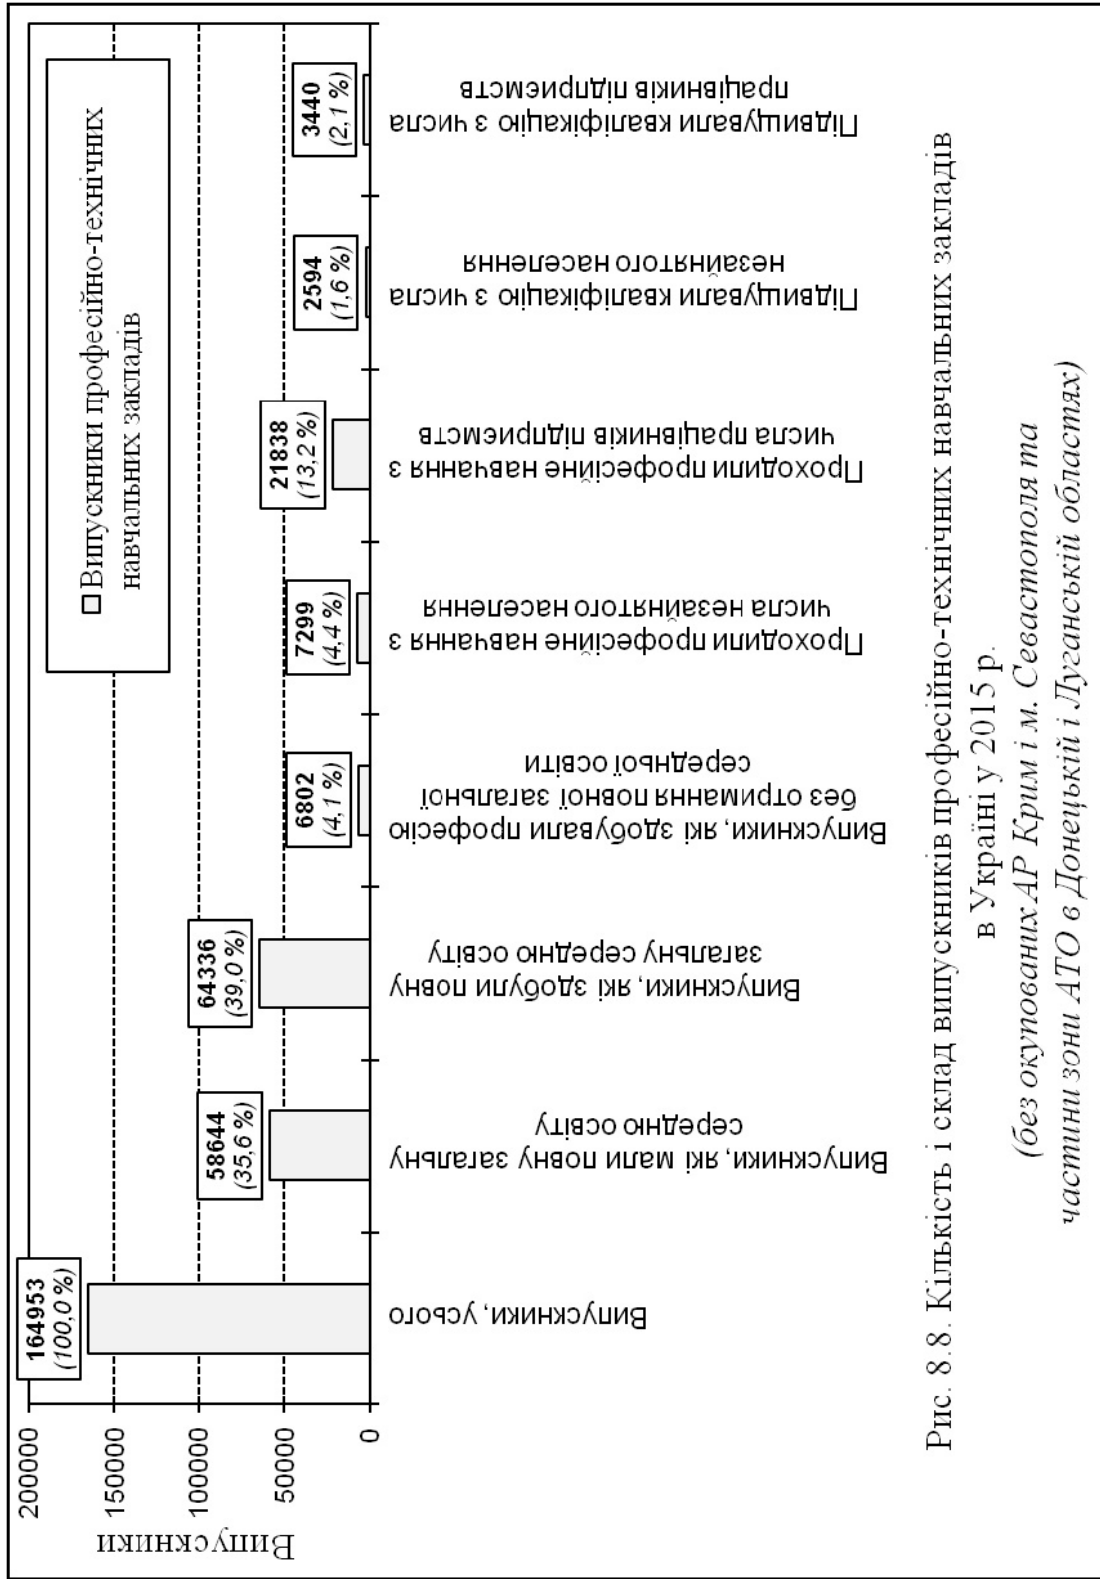 Випускники
200000
150000
100000
50000
0
Випускники професійно-технічних
навчальних закладів
164953
(100,0 %)
58644
(35,6 %)
64336
(39,0 %)
6802
(4,1 %)
7299
(4,4 %)
21838
(13,2 %)
2594
(1,6 %)
3440
(2,1 %)
Випускники, усього
Випускники, які мали повну загальну
середню освіту
Випускники, які здобули повну
загальну середню освіту
Випускники, які здобували професію
без отримання повної загальної
середньої освіти
Проходили професійне навчання з
числа незайнятого населення
Проходили професійне навчання з
числа працівників підприємств
Підвищували кваліфікацію з числа
незайнятого населення
Підвищували кваліфікацію з числа
працівників підприємств
Рис. 8.8. Кількість і склад випускників професійно-технічних навчальних закладів
в Україні у 2015 р.
(без окупованих АР Крим і м. Севастополя та
частини зони АТО в Донецькій і Луганській областях)